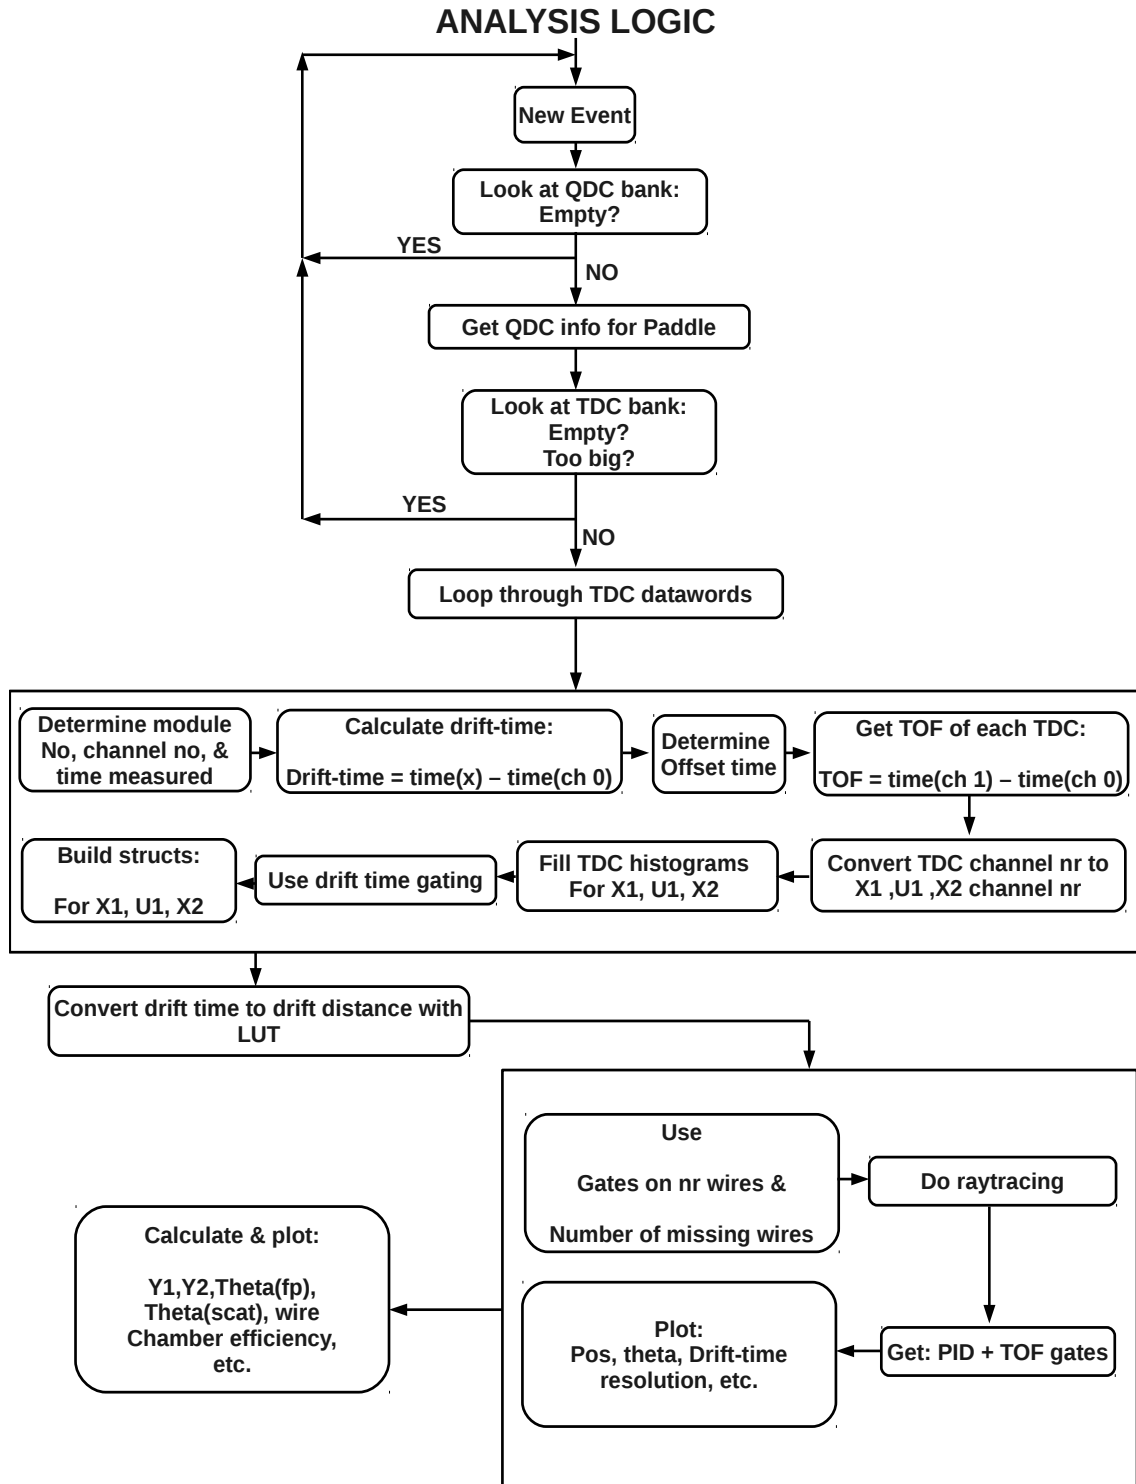 ANALYSIS LOGIC
New Event
Look at QDC bank:
Empty?
YES
NO
Get QDC info for Paddle
Look at TDC bank:
Empty?
Too big?
YES
NO
Loop through TDC datawords
Determine module
No, channel no, &
time measured
Calculate drift-time:
Drift-time = time(x) – time(ch 0)
Determine
Offset time
Get TOF of each TDC:
TOF = time(ch 1) – time(ch 0)
Convert TDC channel nr to
X1 ,U1 ,X2 channel nr
Fill TDC histograms
For X1, U1, X2
Use drift time gating
Build structs:
For X1, U1, X2
Convert drift time to drift distance with
LUT
Use
Gates on nr wires &
Number of missing wires
Do raytracing
Get: PID + TOF gates
Plot:
Pos, theta, Drift-time
resolution, etc.
Calculate & plot:
Y1,Y2,Theta(fp),
Theta(scat), wire
Chamber efficiency,
etc.